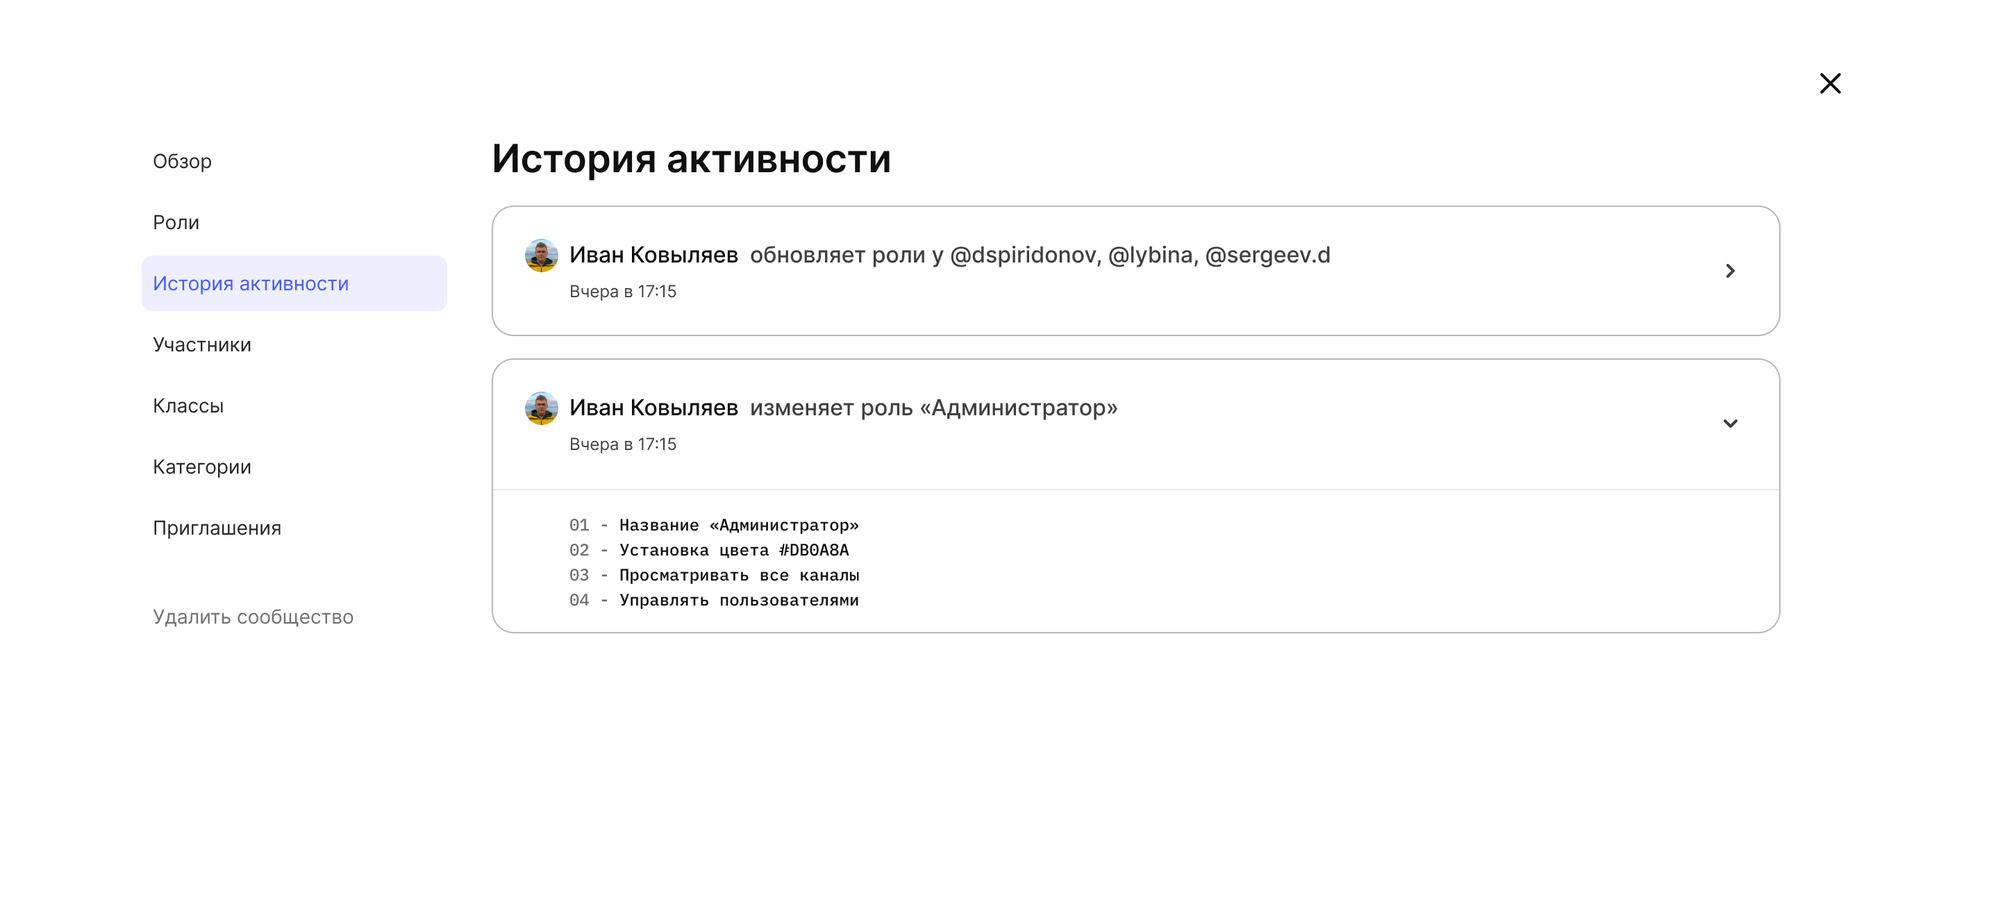 Обзор
Роли
История активности
Участники
Классы
Категории
Приглашения
Удалить сообщество
История активности
Иван Ковыляев обновляет роли у @dspiridonov, @lybina, @sergeev.d
Вчера в 17:15
Иван Ковыляев изменяет роль «Администратор»
Вчера в 17:15
01 - Название «Администратор»
02 - Установка цвета #DB0A8A
03 - Просматривать все каналы
04 - Управлять пользователями